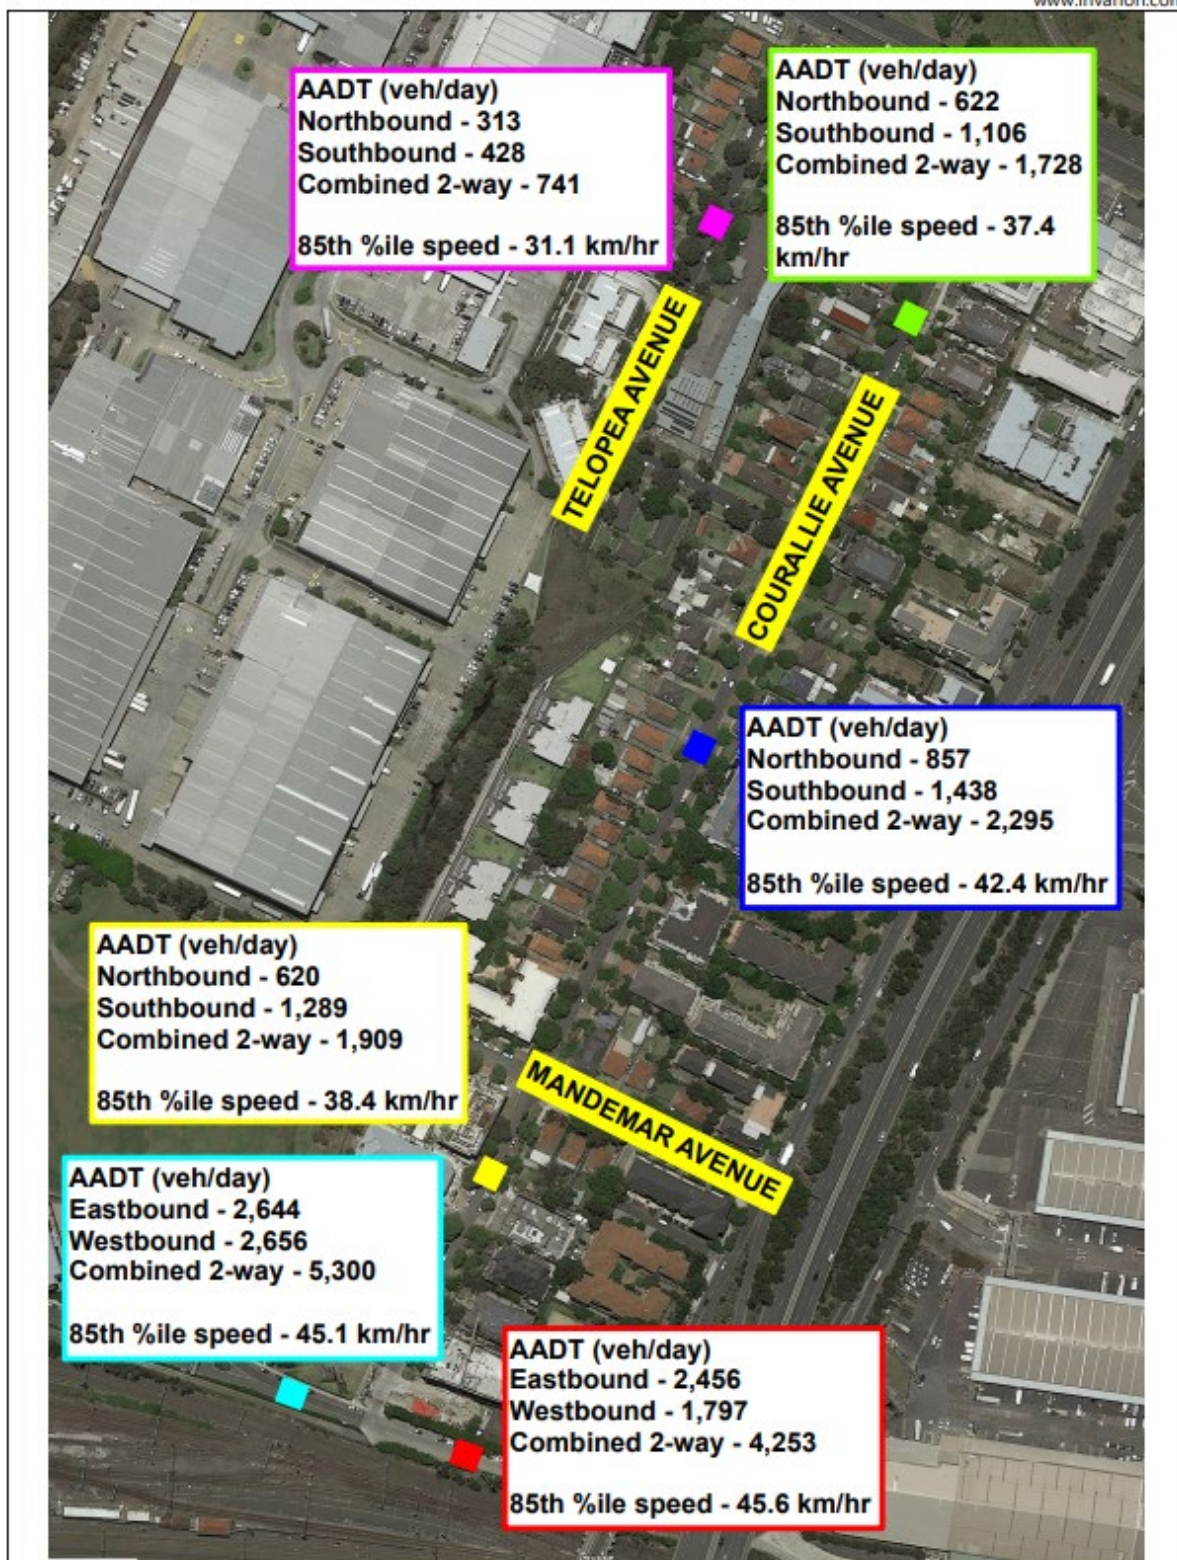 AADT (veh/day)
Northbound - 313
Southbound - 428
Combined 2-way - 741
85th %ile speed - 31.1 km/hr
AADT (veh/day)
Northbound - 622
Southbound - 1,106
Combined 2-way - 1,728
85th %ile speed - 37.4
km/hr
TELOPEA AVENUE
COURALLIE AVENUE
AADT (veh/day)
Northbound - 857
Southbound - 1,438
Combined 2-way - 2,295
85th %ile speed - 42.4 km/hr
AADT (veh/day)
Northbound - 620
Southbound - 1,289
Combined 2-way - 1,909
85th %ile speed - 38.4 km/hr
MANDEMAR AVENUE
AADT (veh/day)
Eastbound - 2,644
Westbound - 2,656
Combined 2-way - 5,300
85th %ile speed - 45.1 km/hr
AADT (veh/day)
Eastbound - 2,456
Westbound - 1,797
Combined 2-way - 4,253
85th %ile speed - 45.6 km/hr